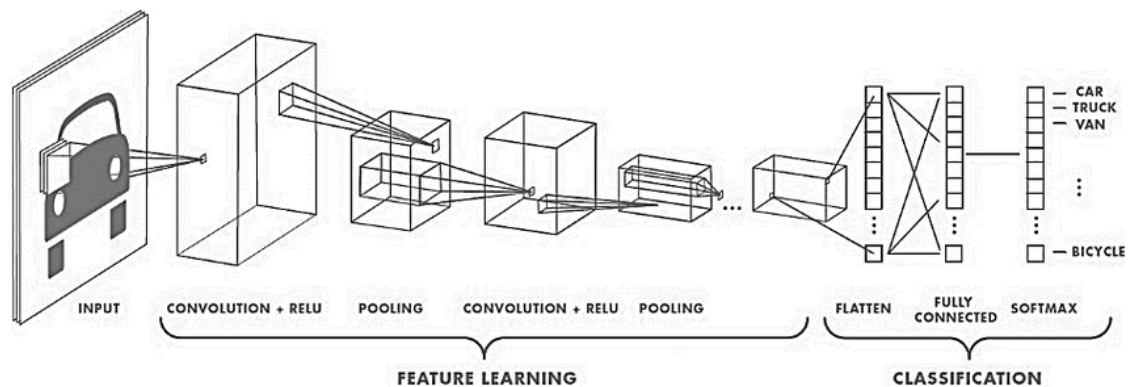 CAR
TRUCK
VAN
BICYCLE
INPUT
CONVOLUTION + RELU
POOLING
CONVOLUTION + RELU
POOLING
FLATTEN
FULLY
CONNECTED
SOFTMAX
FEATURE LEARNING
CLASSIFICATION